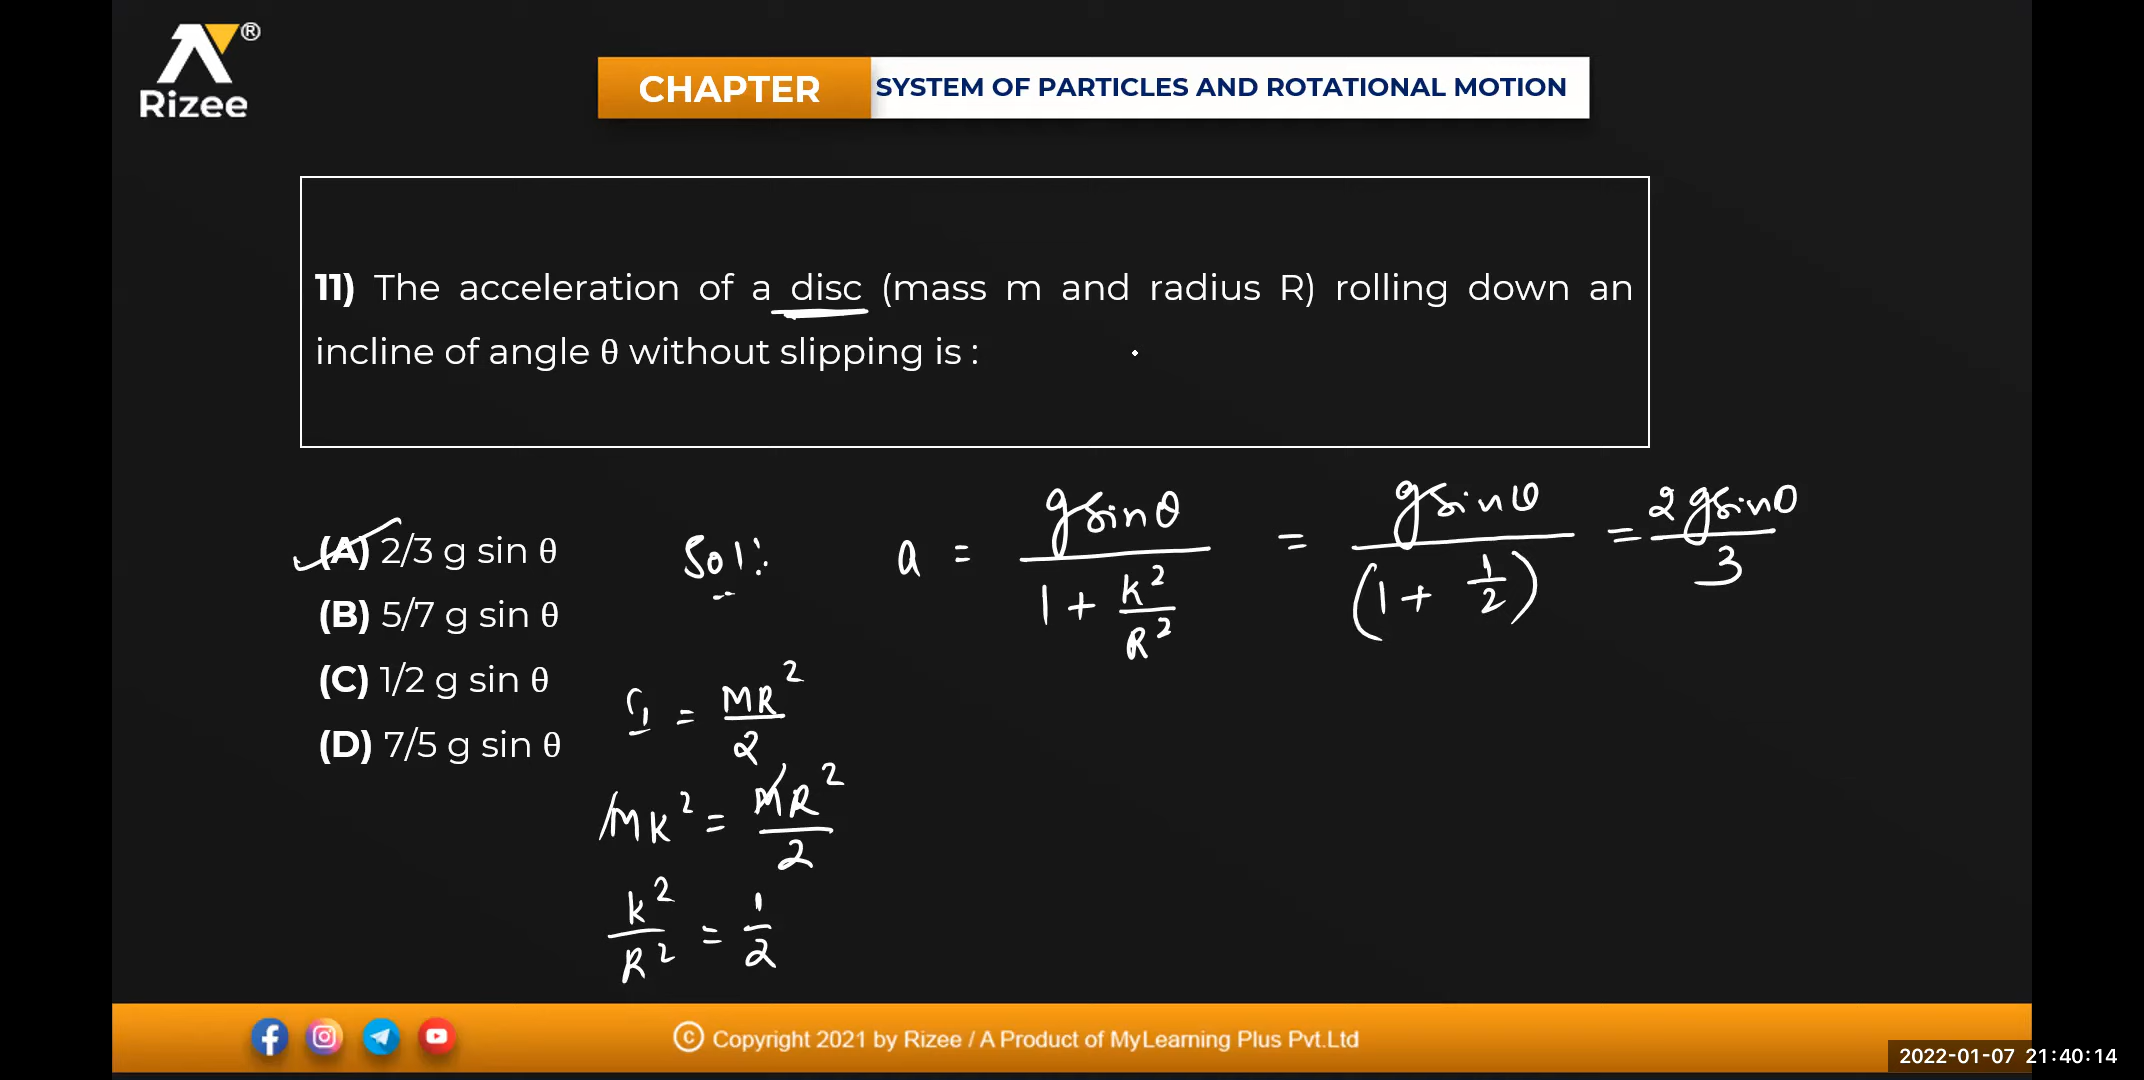 Rizee
®
CHAPTER SYSTEM OF PARTICLES AND ROTATIONAL MOTION
11) The acceleration of a disc (mass m and radius R) rolling down an
incline of angle θ without slipping is :
(A) 2/3 g sin θ
(B) 5/7 g sin θ
(C) 1/2 g sin θ
(D) 7/5 g sin θ
Sol: a = g sin θ / (1 + k²/R²) = g sin θ / (1 + 1/2) = 2 g sin θ / 3
I = MR²/2
MK² = MR²/2
k²/R² = 1/2
© Copyright 2021 by Rizee / A Product of MyLearning Plus Pvt.Ltd
2022-01-07 21:40:14